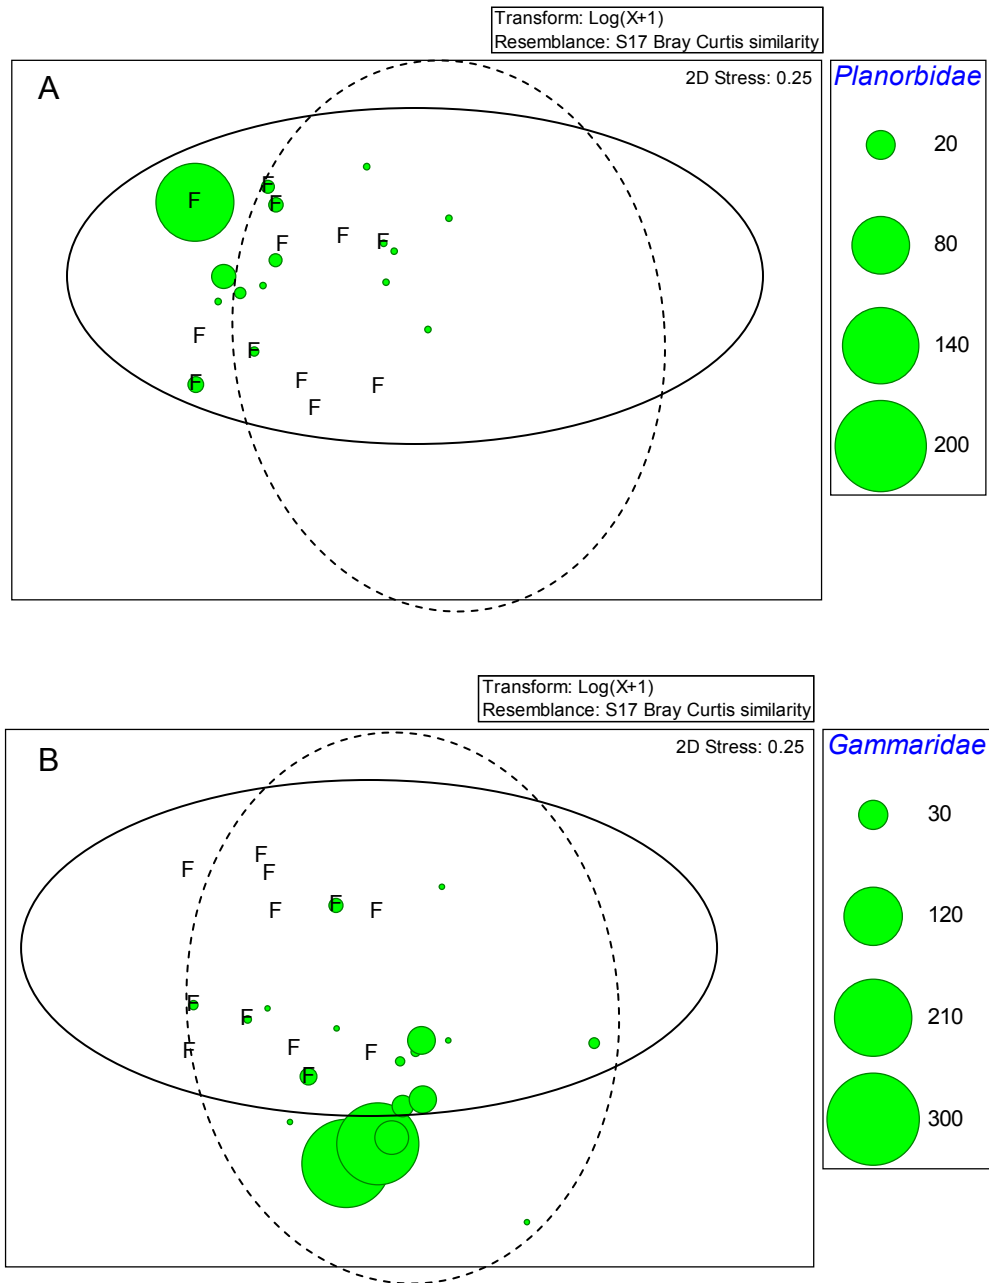 Transform: Log(X+1)
Resemblance: S17 Bray Curtis similarity
A
2D Stress: 0.25
Planorbidae
20
80
140
200
F
F
F
F
F
F
F
F
F
F
F
F
Transform: Log(X+1)
Resemblance: S17 Bray Curtis similarity
B
2D Stress: 0.25
Gammaridae
30
120
210
300
F
F
F
F
F
F
F
F
F
F
F
F